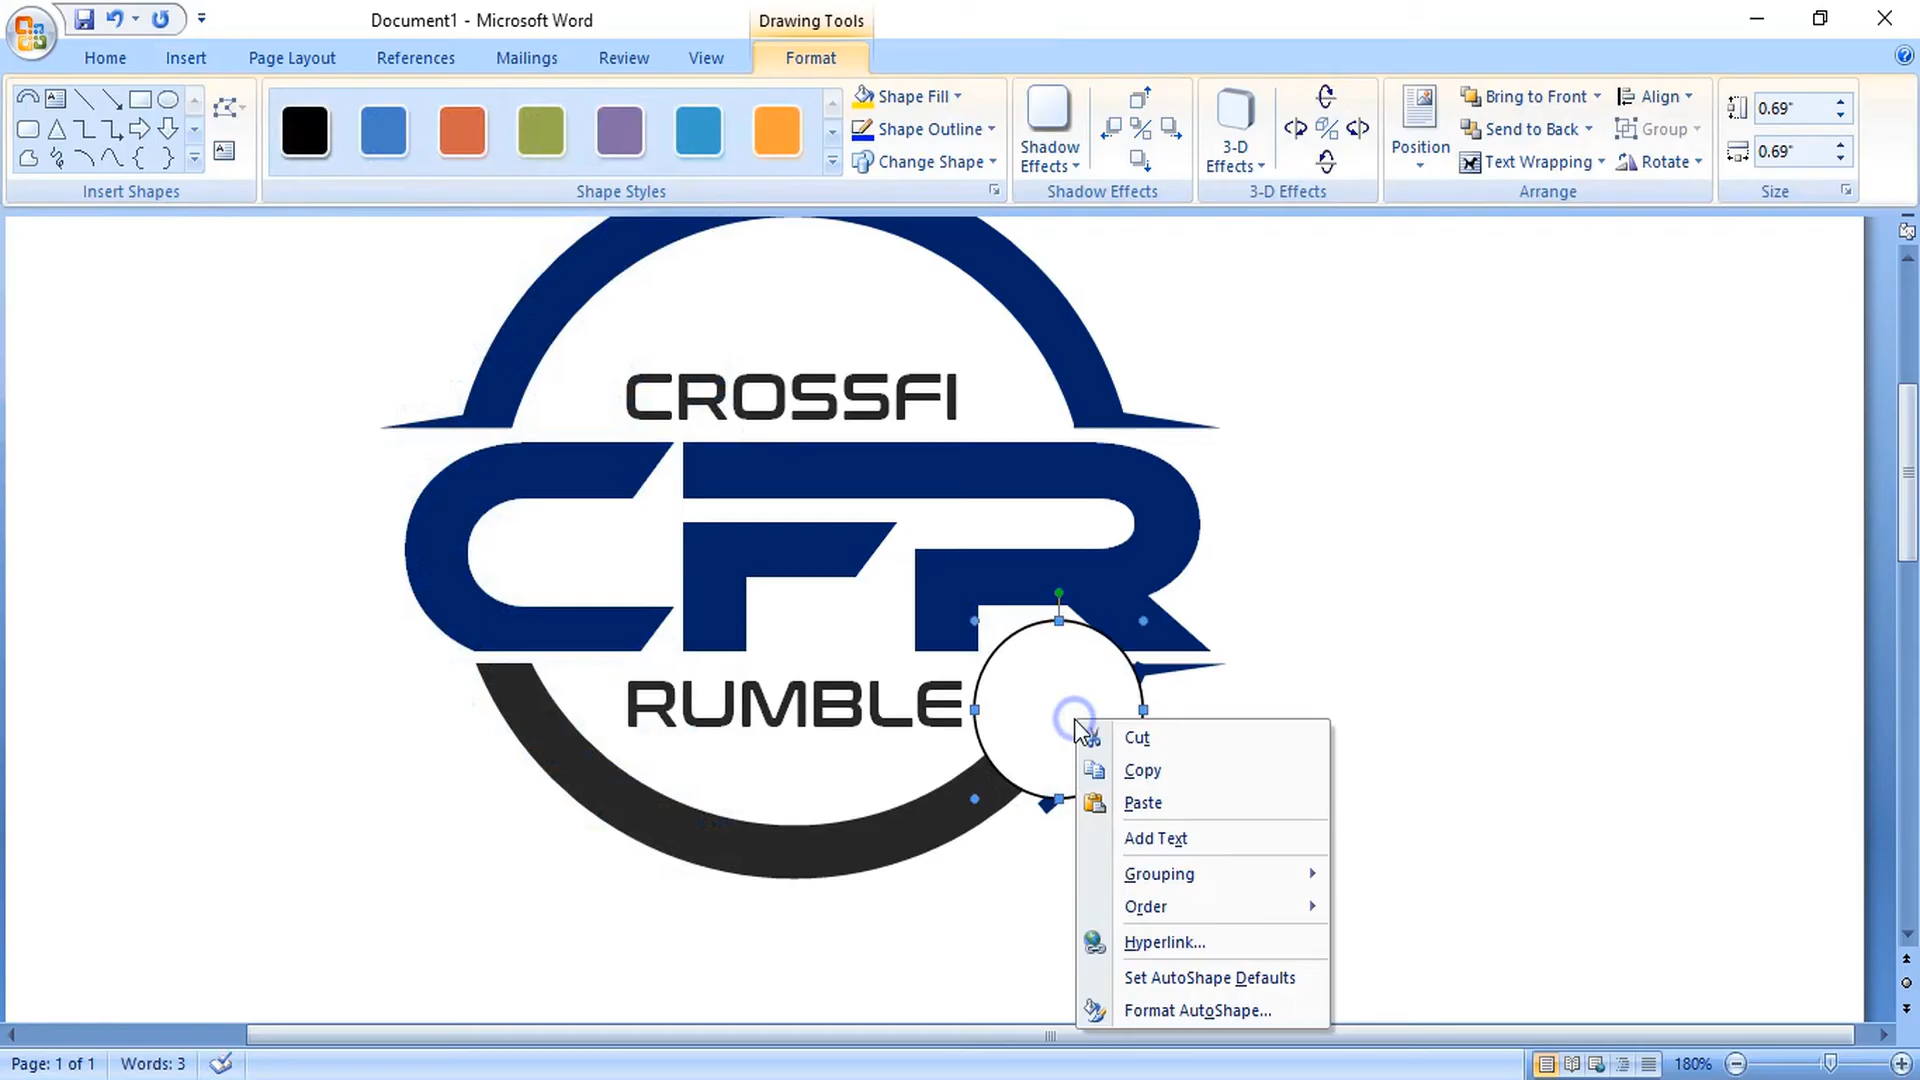 Document1 - Microsoft Word
Drawing Tools
Home
Insert
Page Layout
References
Mailings
Review
View
Format
Shape Fill
Shape Outline
Change Shape
Shadow
Effects
3-D
Effects
Position
Bring to Front
Send to Back
Text Wrapping
Align
Group
Rotate
0.69"
0.69"
Insert Shapes
Shape Styles
Shadow Effects
3-D Effects
Arrange
Size
CROSSFI
CFR
RUMBLE
Cut
Copy
Paste
Add Text
Grouping
Order
Hyperlink...
Set AutoShape Defaults
Format AutoShape...
Page: 1 of 1
Words: 3
180%